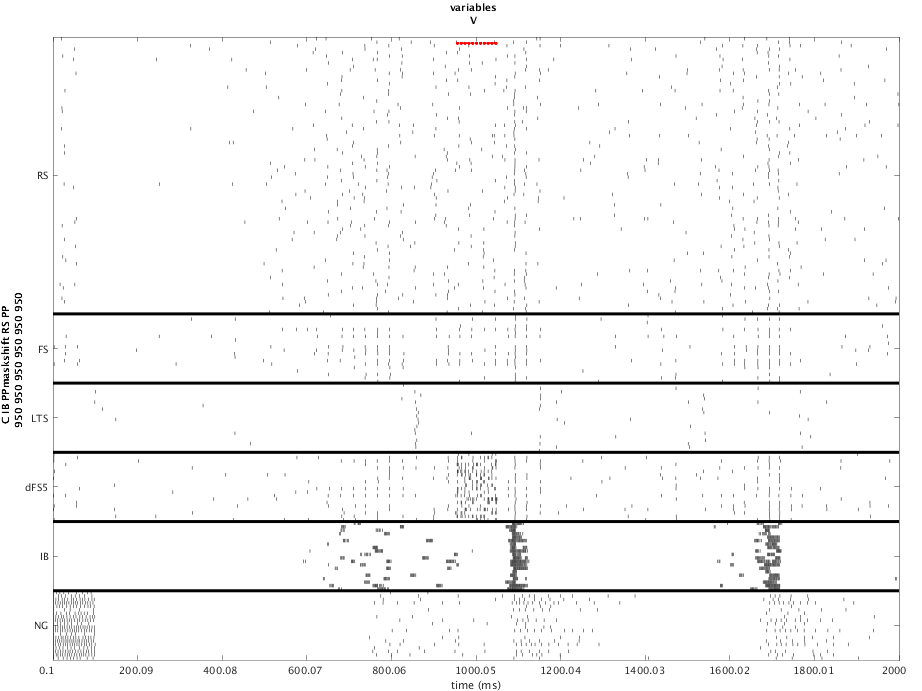 variables
V
C IB PPmaskshift RS PP
950 950 950 950 950 950 950
RS
FS
LTS
dFS5
IB
NG
0.1 200.09 400.08 600.07 800.06 1000.05 1200.04 1400.03 1600.02 1800.01 2000
time (ms)